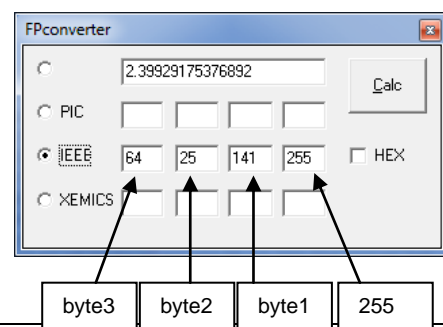 FPconverter
2.39929175376892
Calc
PIC
IEEE 64 25 141 255 HEX
XEMICS
byte3 byte2 byte1 255